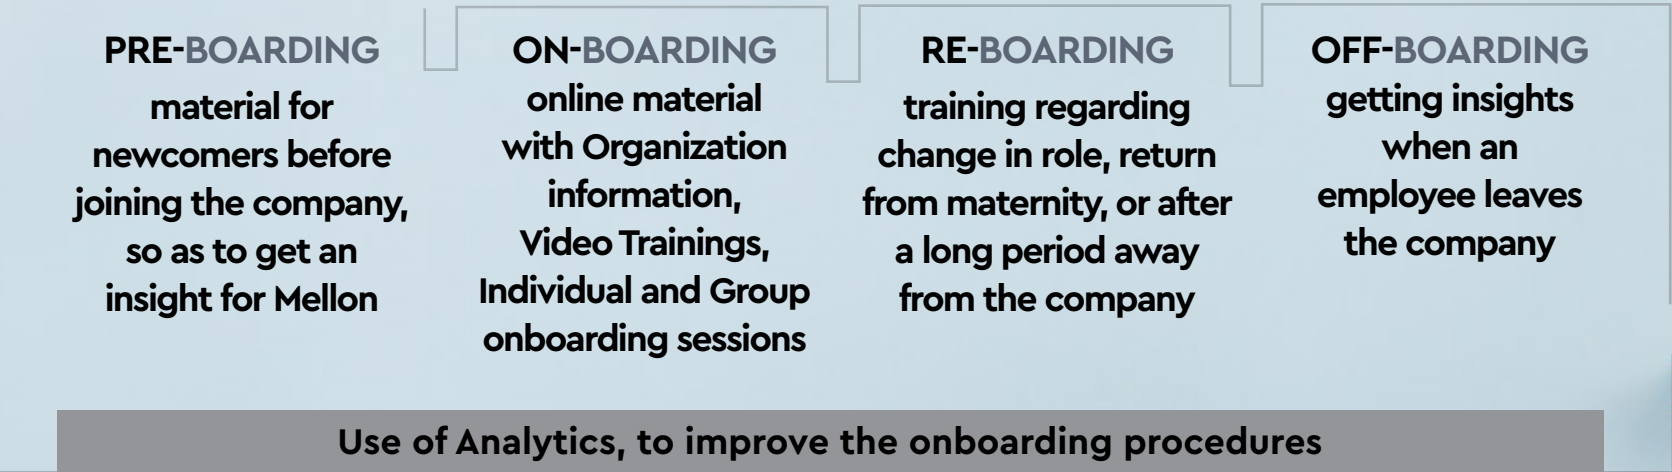 PRE-BOARDING
material for
newcomers before
joining the company,
so as to get an
insight for Mellon
ON-BOARDING
online material
with Organization
information,
Video Trainings,
Individual and Group
onboarding sessions
RE-BOARDING
training regarding
change in role, return
from maternity, or after
a long period away
from the company
OFF-BOARDING
getting insights
when an
employee leaves
the company
Use of Analytics, to improve the onboarding procedures